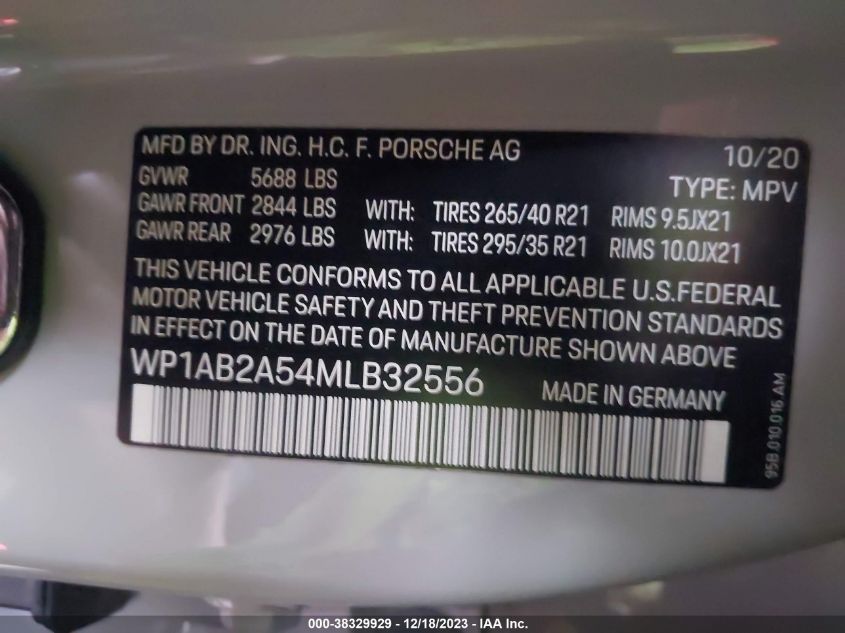 MFD BY DR. ING. H.C. F. PORSCHE AG 10/20
GVWR 5688 LBS TYPE: MPV
GAWR FRONT 2844 LBS WITH: TIRES 265/40 R21 RIMS 9.5JX21
GAWR REAR 2976 LBS WITH: TIRES 295/35 R21 RIMS 10.0JX21
THIS VEHICLE CONFORMS TO ALL APPLICABLE U.S.FEDERAL
MOTOR VEHICLE SAFETY AND THEFT PREVENTION STANDARDS
IN EFFECT ON THE DATE OF MANUFACTURE SHOWN ABOVE
WP1AB2A54MLB32556 MADE IN GERMANY
95B.010.016.AM
000-38329929 - 12/18/2023 - IAA Inc.